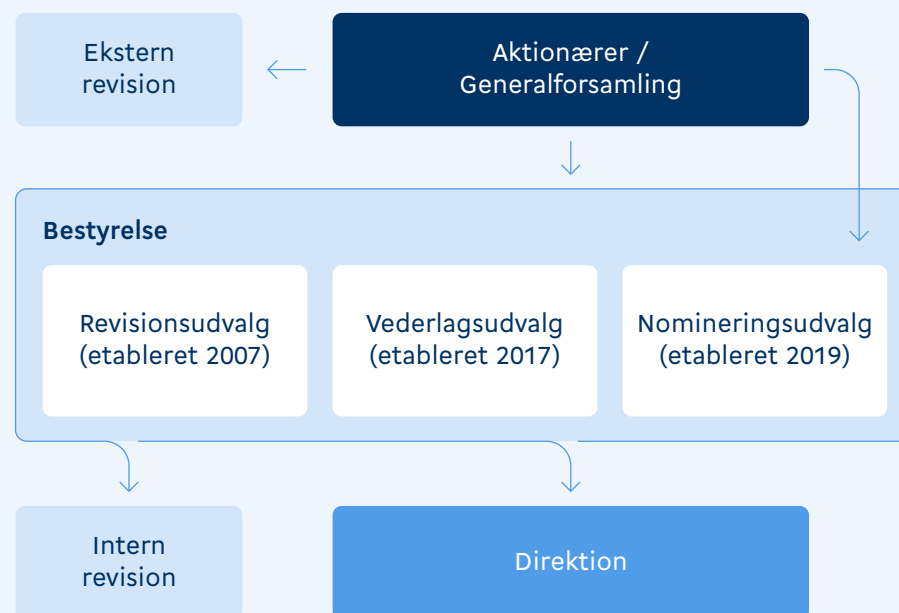 Ekstern
revision
Aktionærer /
Generalforsamling
Bestyrelse
Revisionsudvalg
(etableret 2007)
Vederlagsudvalg
(etableret 2017)
Nomineringsudvalg
(etableret 2019)
Intern
revision
Direktion